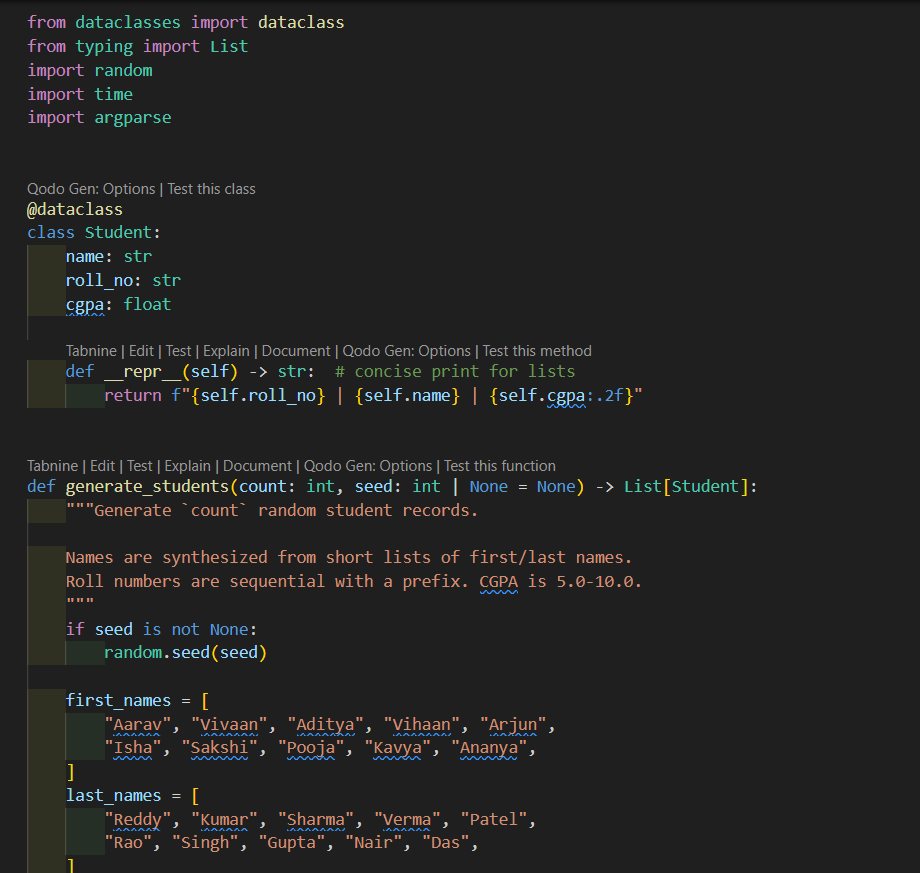 from dataclasses import dataclass
from typing import List
import random
import time
import argparse
Qodo Gen: Options | Test this class
@dataclass
class Student:
    name: str
    roll_no: str
    cgpa: float
    Tabnine | Edit | Test | Explain | Document | Qodo Gen: Options | Test this method
    def __repr__(self) -> str:  # concise print for lists
        return f"{self.roll_no} | {self.name} | {self.cgpa:.2f}"
Tabnine | Edit | Test | Explain | Document | Qodo Gen: Options | Test this function
def generate_students(count: int, seed: int | None = None) -> List[Student]:
    """Generate `count` random student records.
    Names are synthesized from short lists of first/last names.
    Roll numbers are sequential with a prefix. CGPA is 5.0-10.0.
    """
    if seed is not None:
        random.seed(seed)
    first_names = [
        "Aarav", "Vivaan", "Aditya", "Vihaan", "Arjun",
        "Isha", "Sakshi", "Pooja", "Kavya", "Ananya",
    ]
    last_names = [
        "Reddy", "Kumar", "Sharma", "Verma", "Patel",
        "Rao", "Singh", "Gupta", "Nair", "Das",
    ]